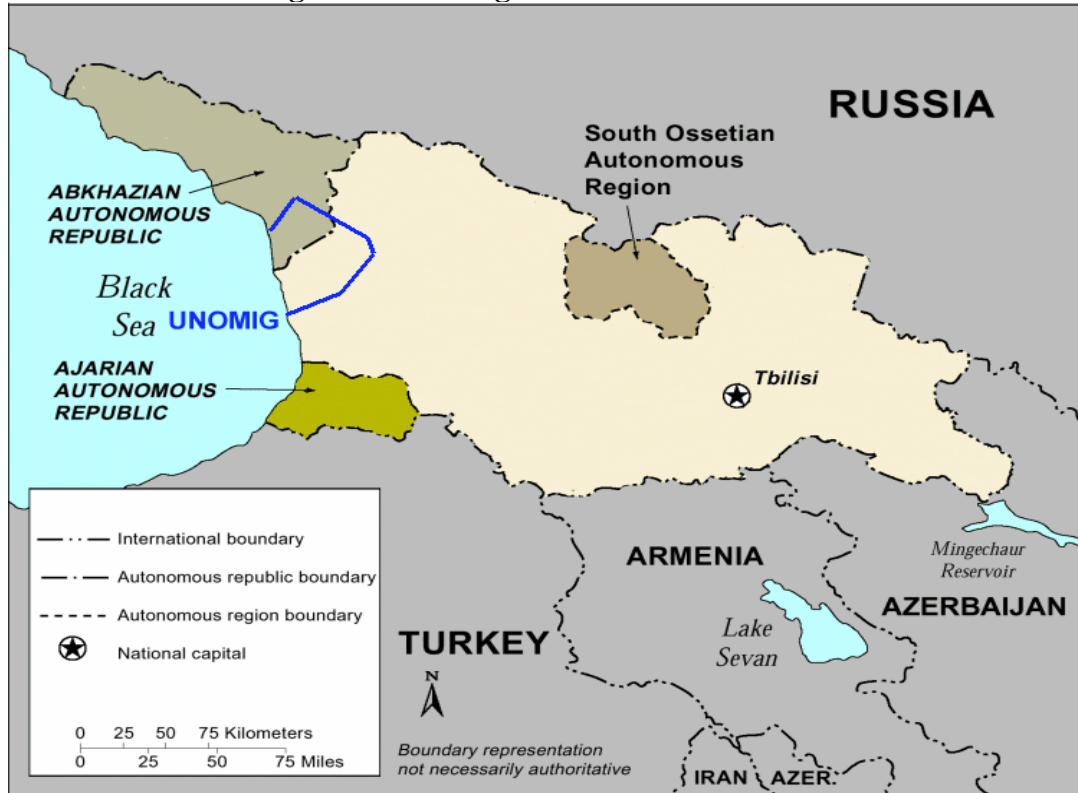 RUSSIA
South Ossetian
Autonomous
Region
ABKHAZIAN
AUTONOMOUS
REPUBLIC
Black
Sea
UNOMIG
AJARIAN
AUTONOMOUS
REPUBLIC
Tbilisi
International boundary
Autonomous republic boundary
Autonomous region boundary
National capital
0 25 50 75 Kilometers
0 25 50 75 Miles
TURKEY
N
Boundary representation
not necessarily authoritative
ARMENIA
Lake
Sevan
Mingechaur
Reservoir
AZERBAIJAN
IRAN
AZER.